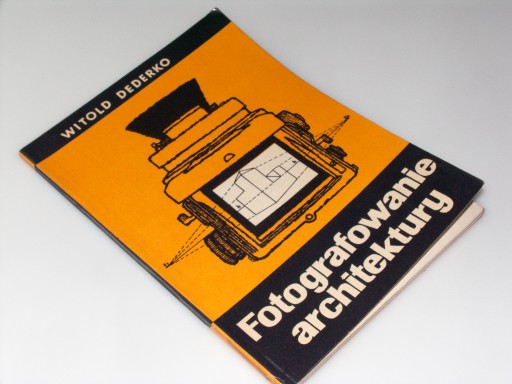 WITOLD DEDERKO
Fotografowanie
architektury